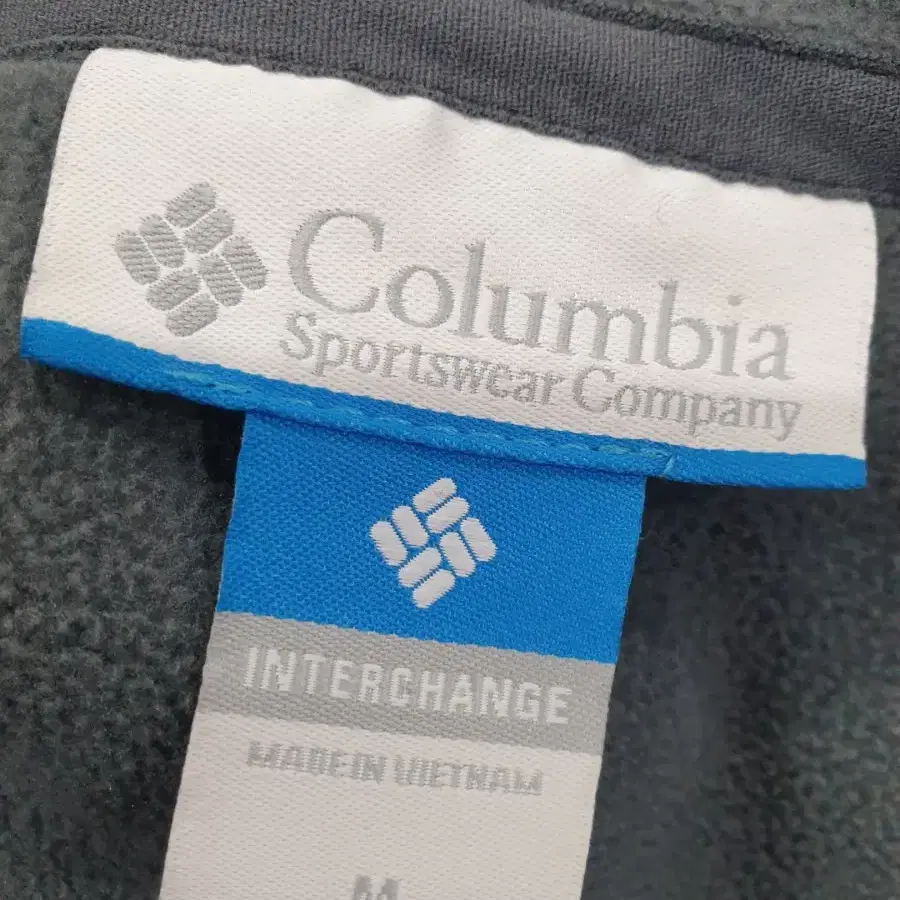 Columbia
Sportswear Company
INTERCHANGE
MADE IN VIETNAM
M